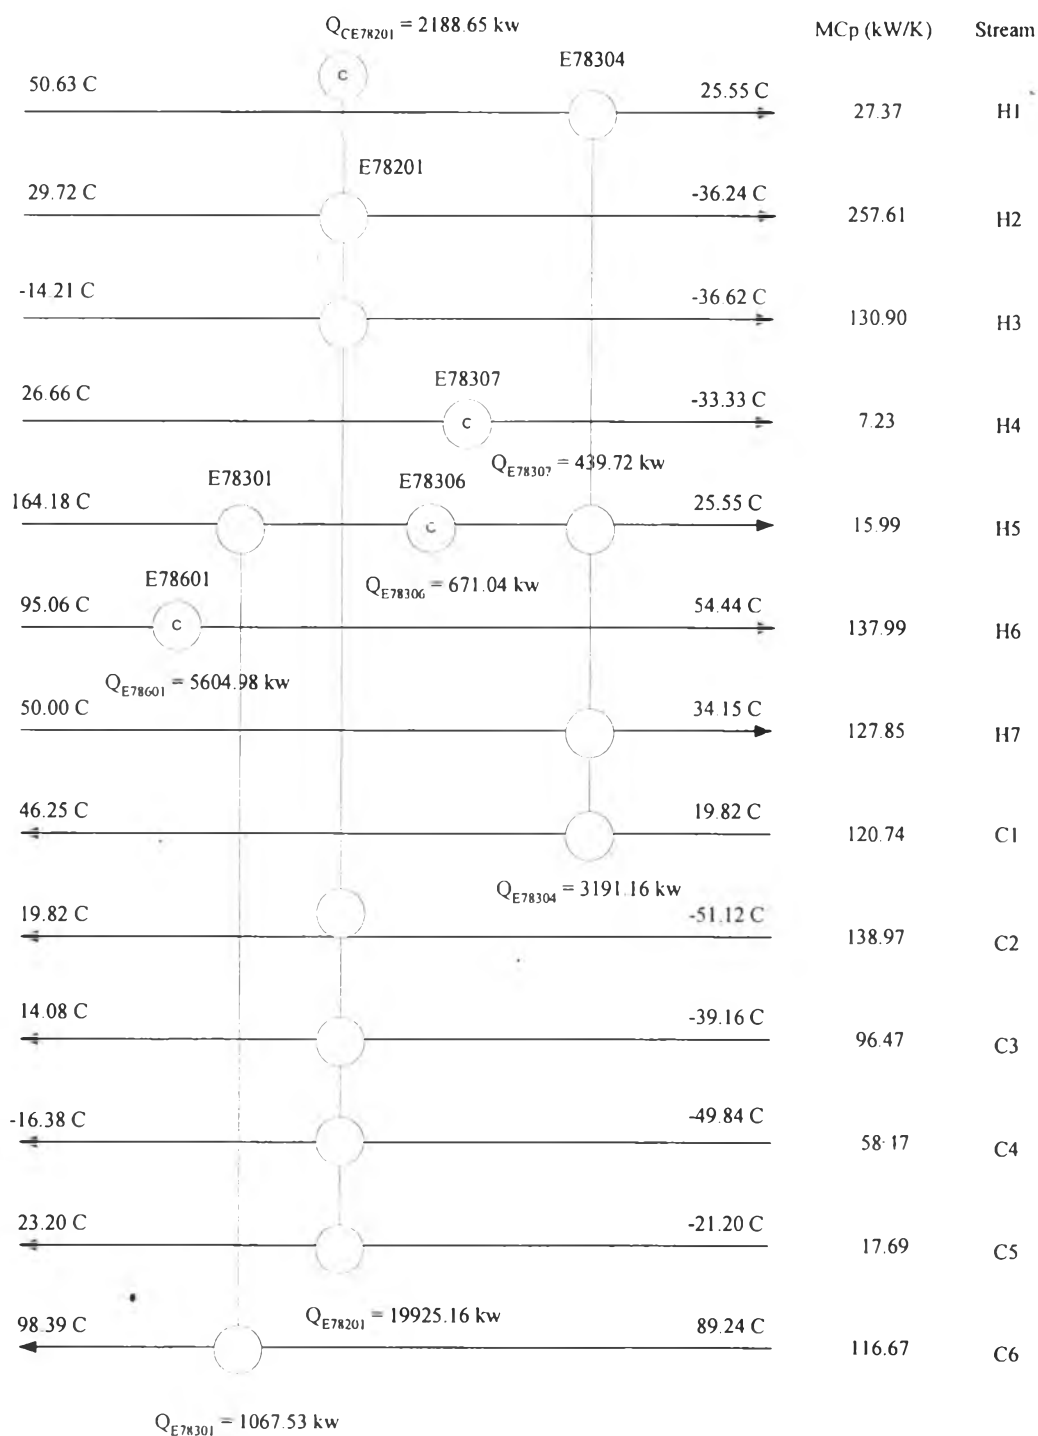 Q_CE78201 = 2188.65 kw MCp (kW/K) Stream
E78304
C
50.63 C 25.55 C 27.37 H1
E78201
29.72 C -36.24 C 257.61 H2
-14.21 C -36.62 C 130.90 H3
E78307
26.66 C -33.33 C 7.23 H4
C
Q_E78307 = 439.72 kw
E78301 E78306
164.18 C 25.55 C 15.99 H5
C
Q_E78306 = 671.04 kw
E78601
95.06 C 54.44 C 137.99 H6
C
Q_E78601 = 5604.98 kw
50.00 C 34.15 C 127.85 H7
46.25 C 19.82 C 120.74 C1
Q_E78304 = 3191.16 kw
19.82 C -51.12 C 138.97 C2
14.08 C -39.16 C 96.47 C3
-16.38 C -49.84 C 58.17 C4
23.20 C -21.20 C 17.69 C5
Q_E78201 = 19925.16 kw
98.39 C 89.24 C 116.67 C6
Q_E78301 = 1067.53 kw